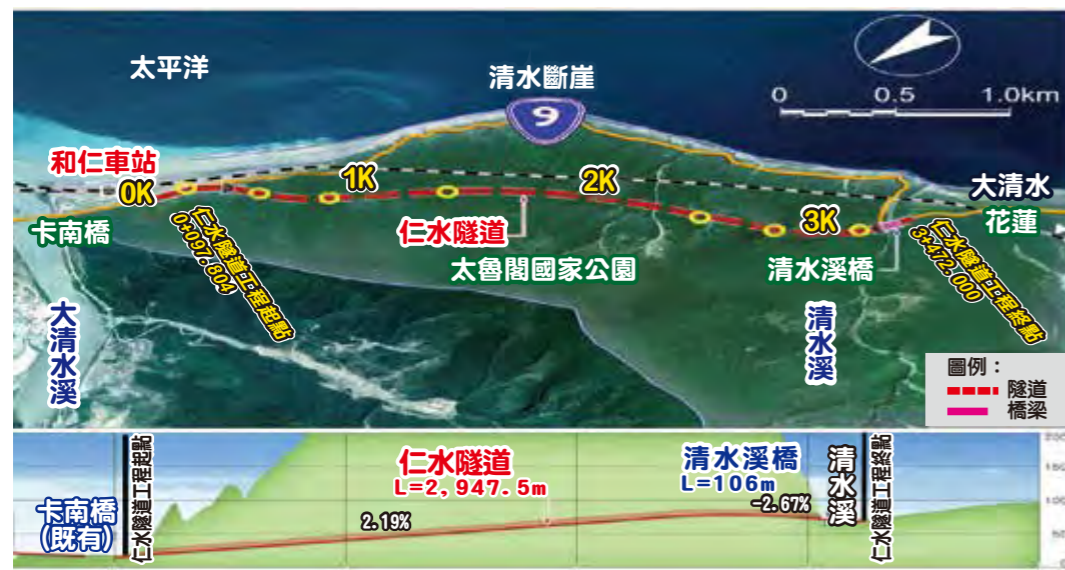 太平洋
清水斷崖
9
0 0.5 1.0km
和仁車站
0K
1K
2K
3K
大清水
花蓮
卡南橋
仁水隧道工程起點
0+097.804
仁水隧道
太魯閣國家公園
清水溪橋
仁水隧道工程終點
3+472.000
大清水溪
清水溪
圖例：
隧道
橋梁
仁水隧道工程起點
仁水隧道
L=2,947.5m
清水溪橋
L=106m
清水溪
仁水隧道工程終點
卡南橋
(既有)
2.19%
-2.67%